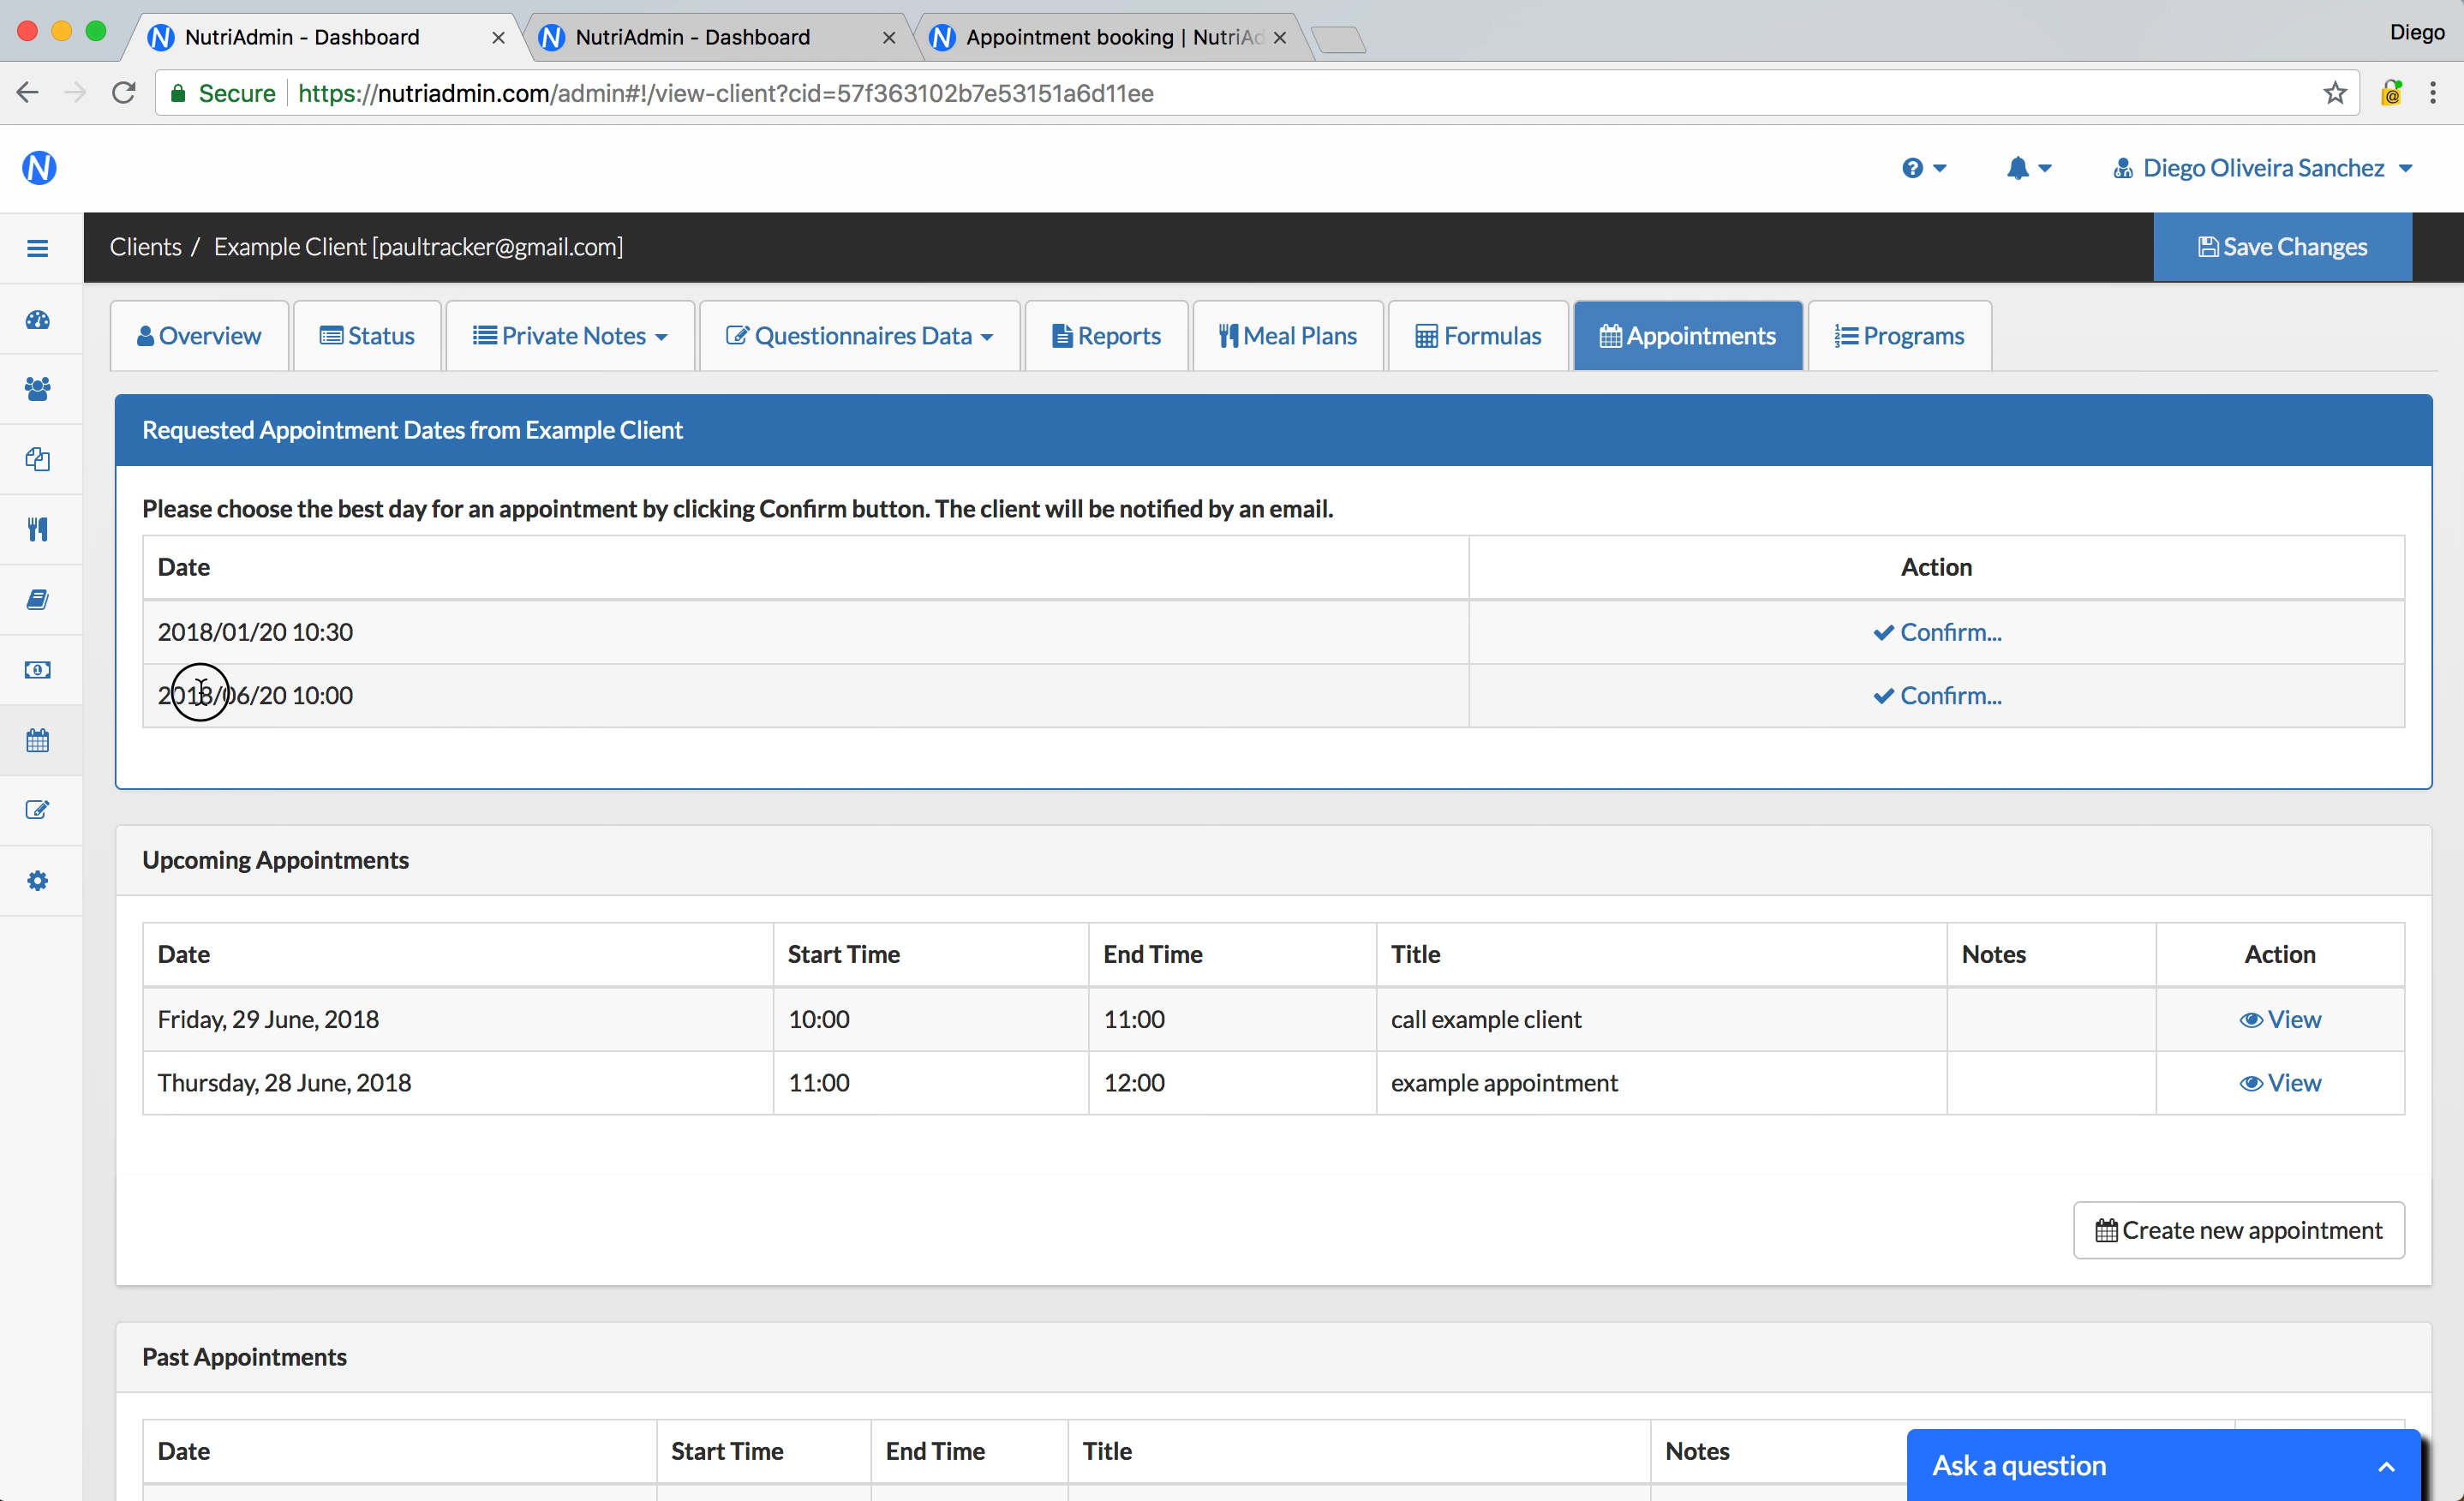 NutriAdmin - Dashboard
NutriAdmin - Dashboard
Appointment booking | NutriAd
Diego
Secure
https://nutriadmin.com/admin#!/view-client?cid=57f363102b7e53151a6d11ee
N
Diego Oliveira Sanchez
Clients / Example Client [paultracker@gmail.com]
Save Changes
Overview
Status
Private Notes
Questionnaires Data
Reports
Meal Plans
Formulas
Appointments
Programs
Requested Appointment Dates from Example Client
Please choose the best day for an appointment by clicking Confirm button. The client will be notified by an email.
Date Action
2018/01/20 10:30 Confirm...
2018/06/20 10:00 Confirm...
Upcoming Appointments
Date Start Time End Time Title Notes Action
Friday, 29 June, 2018 10:00 11:00 call example client View
Thursday, 28 June, 2018 11:00 12:00 example appointment View
Create new appointment
Past Appointments
Date Start Time End Time Title Notes
Ask a question